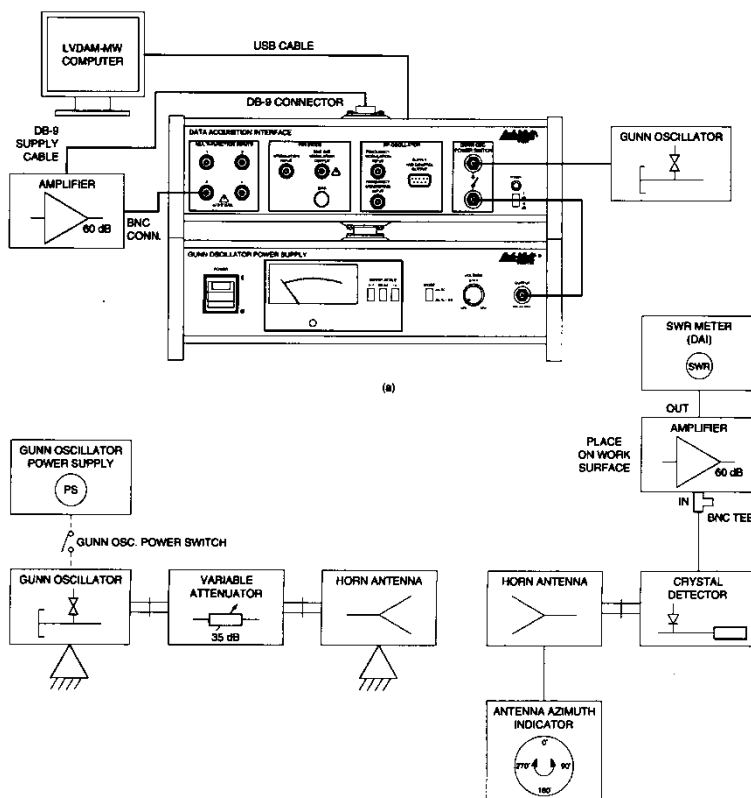 LVDAM-MW
COMPUTER
USB CABLE
DB-9 CONNECTOR
DB-9
SUPPLY
CABLE
AMPLIFIER
60 dB
BNC
CONN.
DATA ACQUISITION INTERFACE
GUNN OSCILLATOR
GUNN OSCILLATOR POWER SUPPLY
POWER
(a)
SWR METER
(DAI)
SWR
OUT
AMPLIFIER
60 dB
PLACE
ON WORK
SURFACE
IN
BNC TEE
GUNN OSCILLATOR
POWER SUPPLY
PS
GUNN OSC. POWER SWITCH
GUNN OSCILLATOR
VARIABLE
ATTENUATOR
35 dB
HORN ANTENNA
HORN ANTENNA
CRYSTAL
DETECTOR
ANTENNA AZIMUTH
INDICATOR
0°
270°
90°
180°